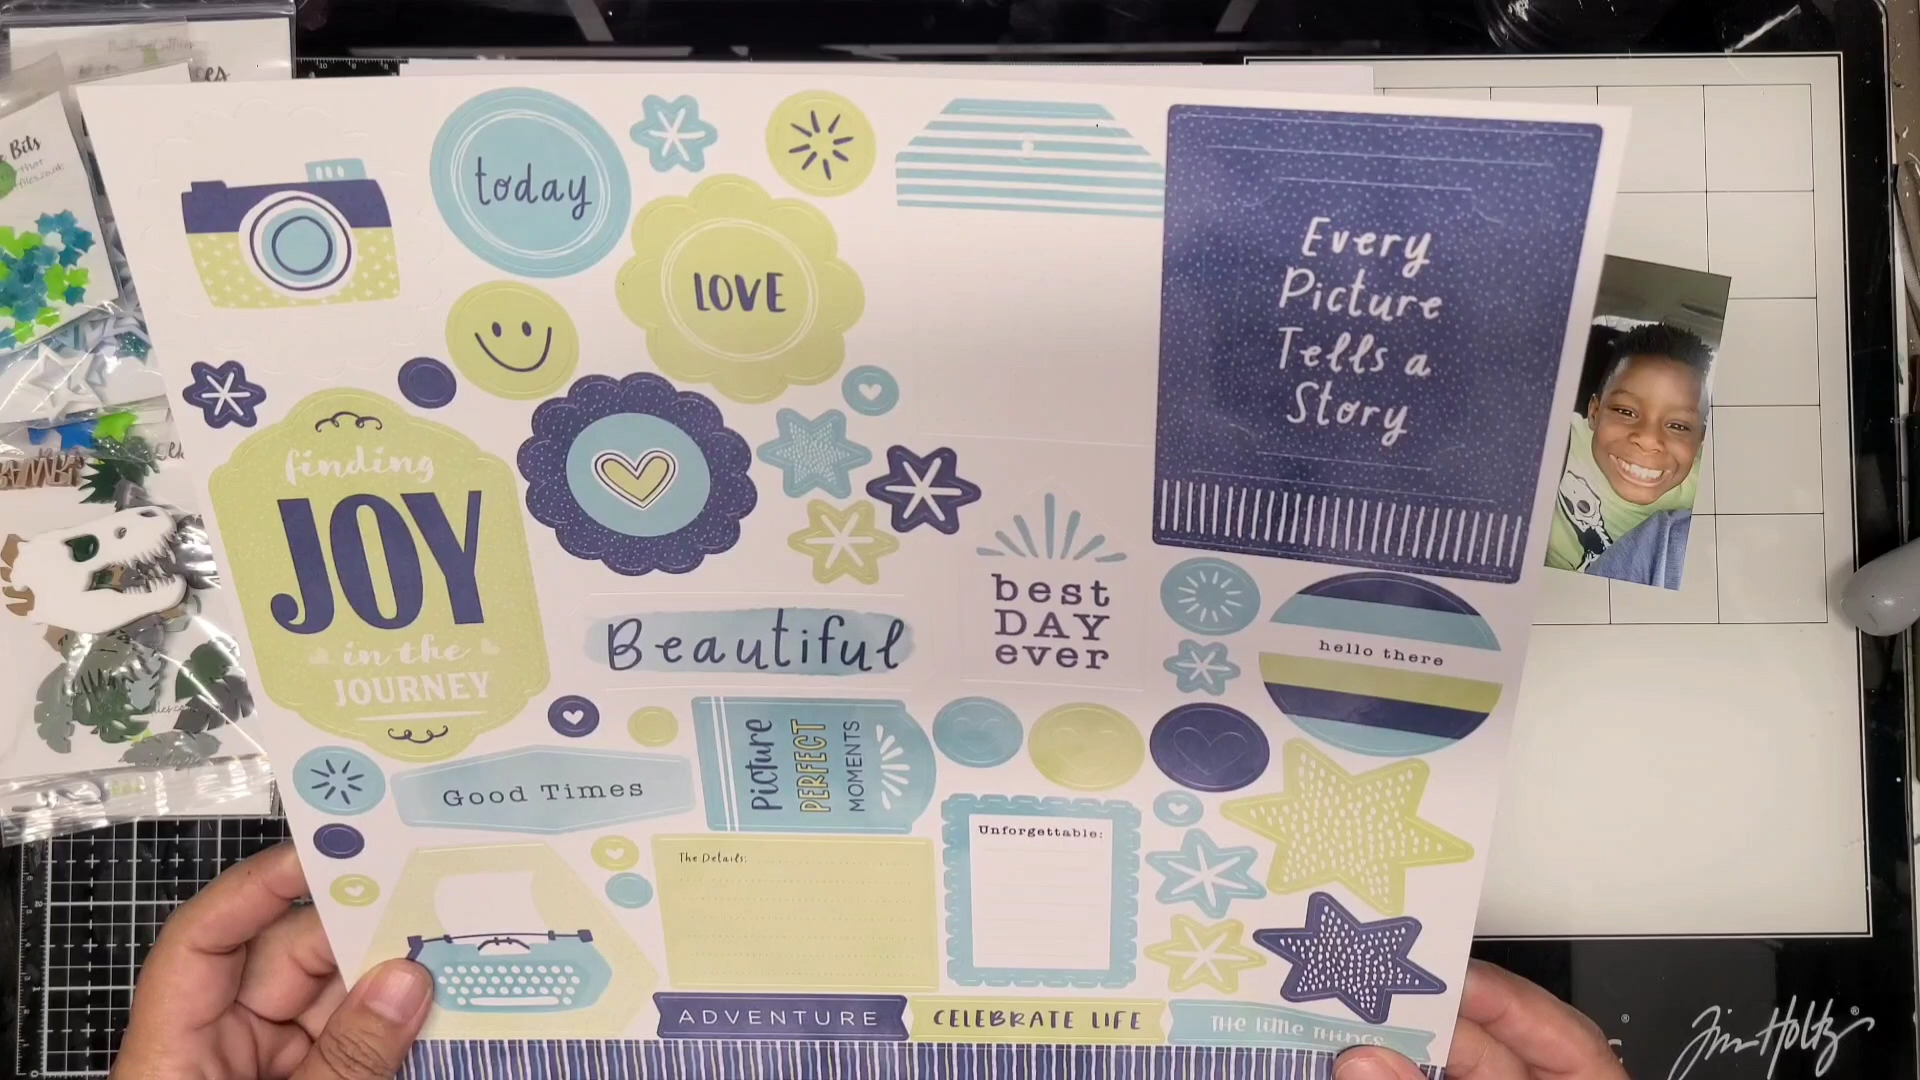 Bits
today
LOVE
Every
Picture
Tells a
Story
finding
JOY
in the
JOURNEY
Beautiful
best
DAY
ever
hello there
Good Times
Picture
PERFECT
MOMENTS
Unforgettable:
The Details:
ADVENTURE
CELEBRATE LIFE
THE little THINGS
Tim Holtz®